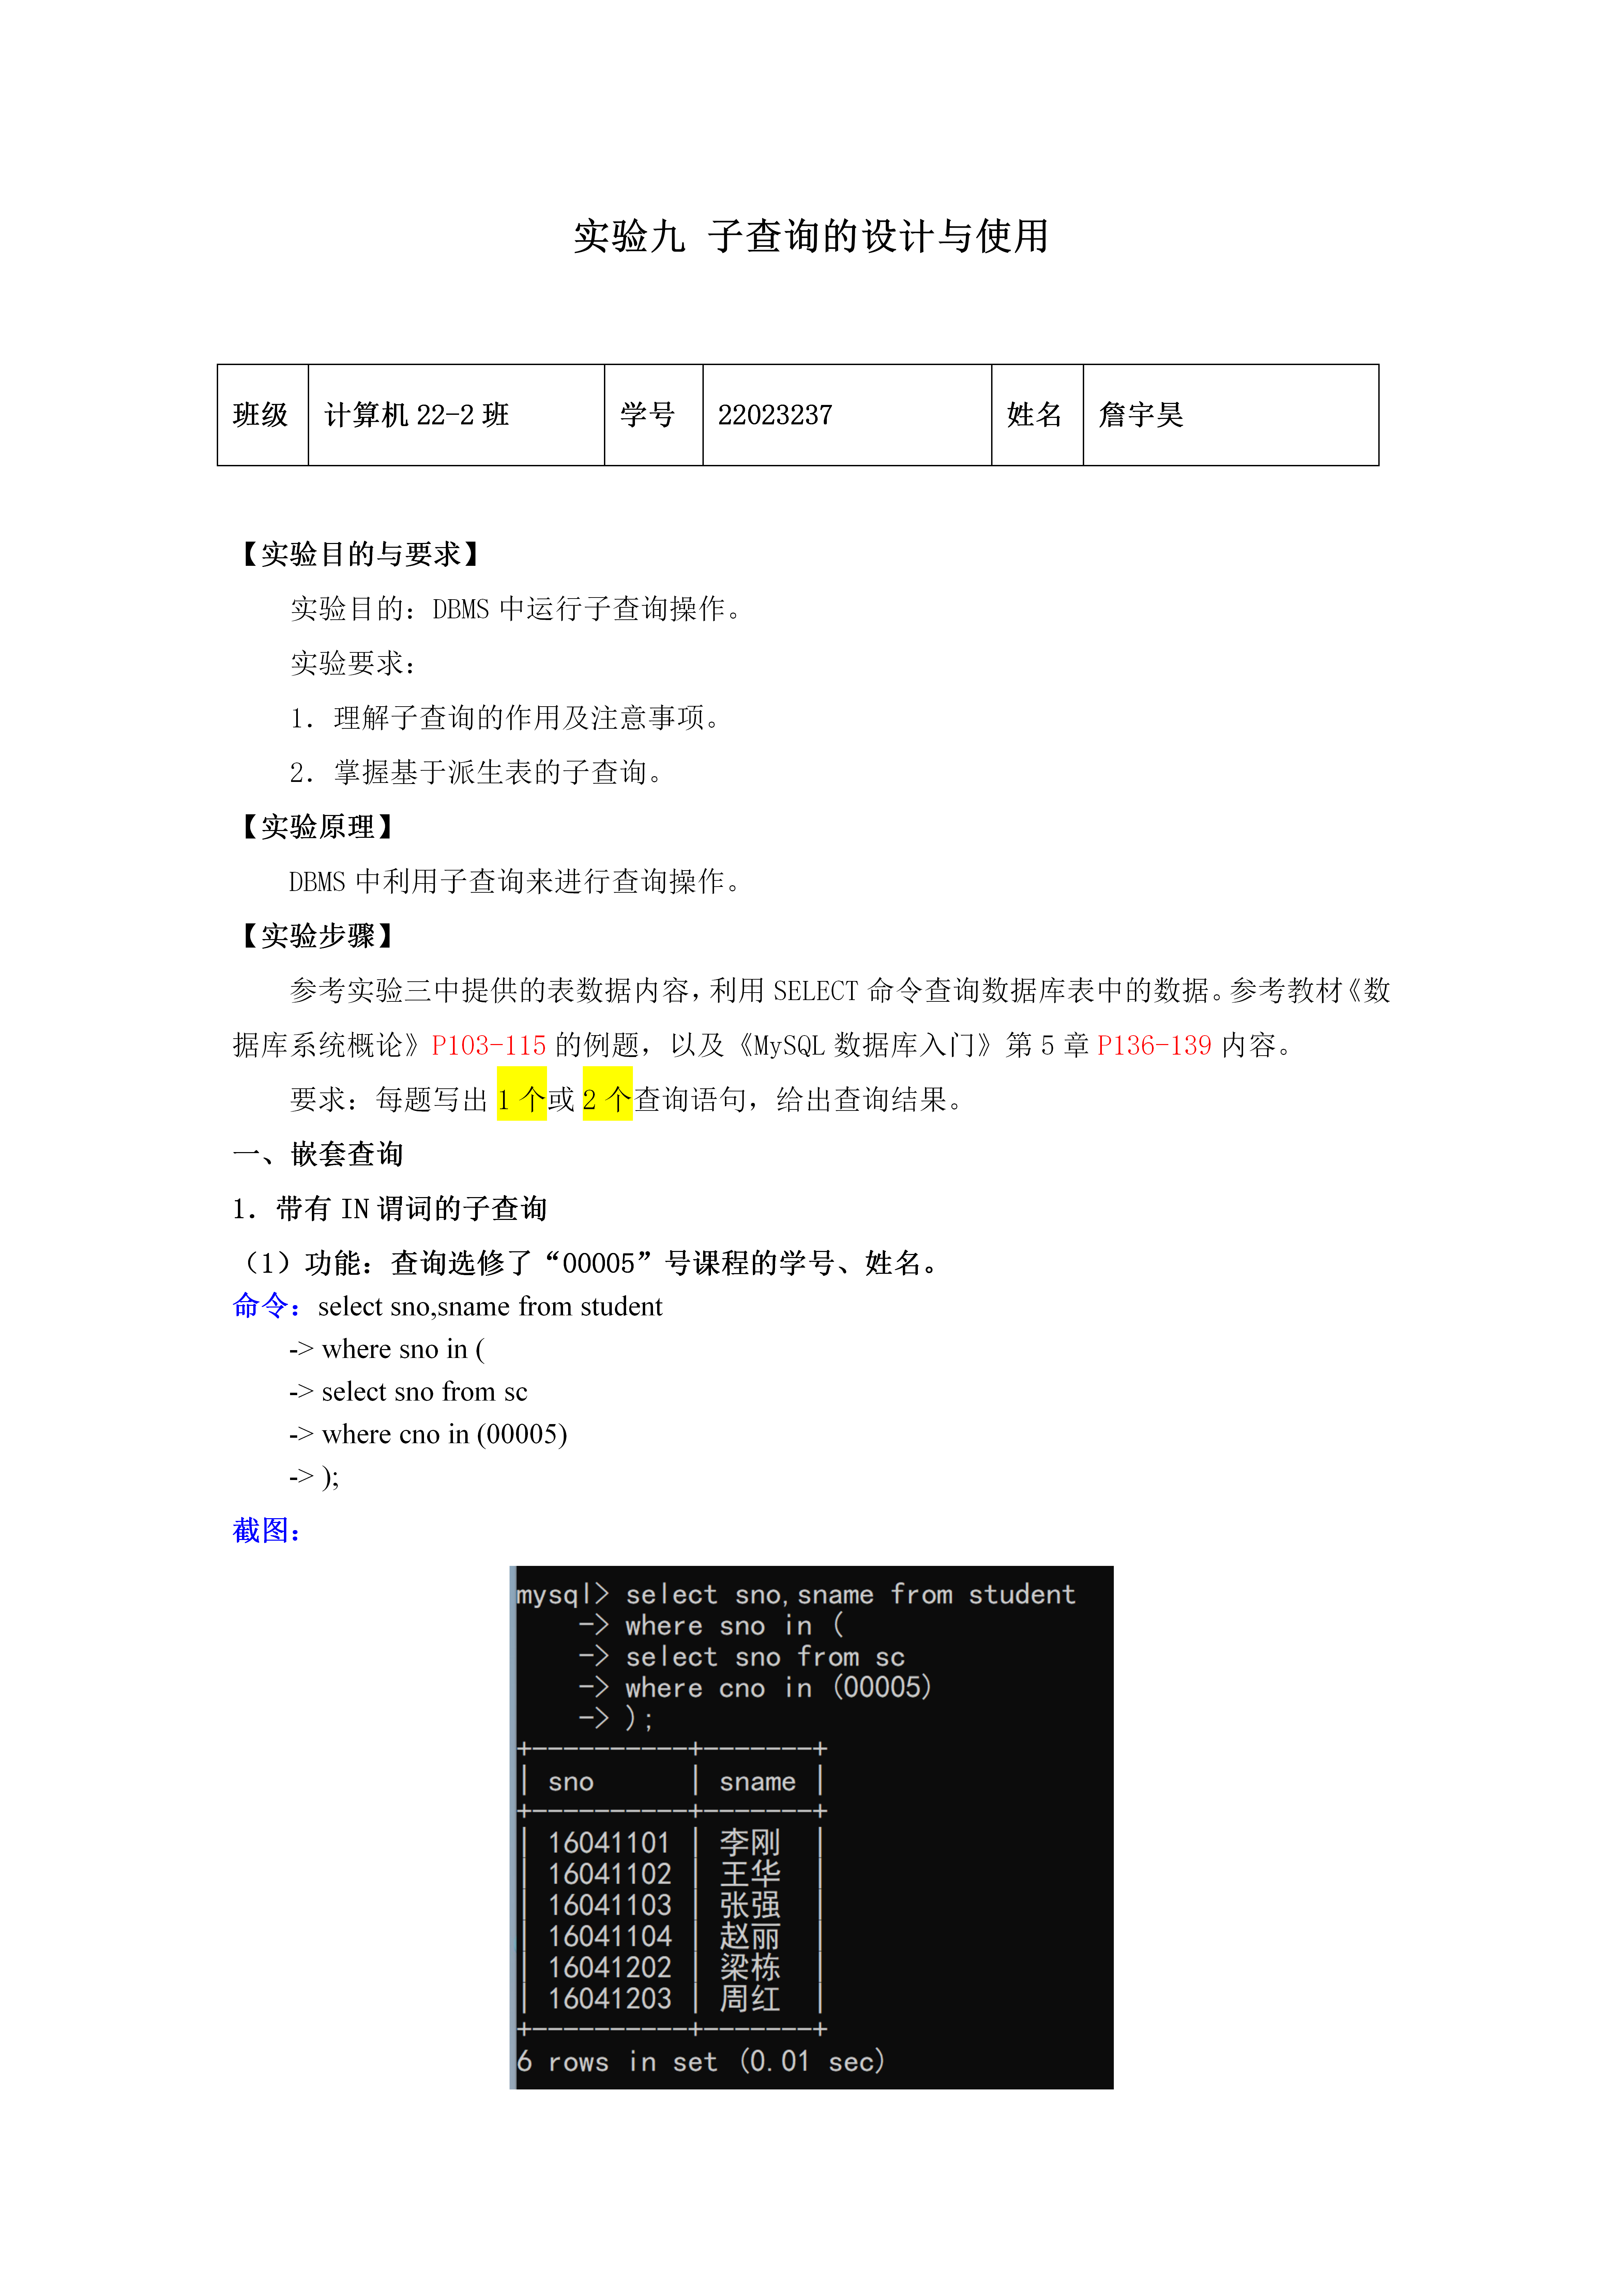 实验九 子查询的设计与使用
班级 计算机 22-2 班 学号 22023237 姓名 詹宇昊
【实验目的与要求】
实验目的：DBMS 中运行子查询操作。
实验要求：
1．理解子查询的作用及注意事项。
2．掌握基于派生表的子查询。
【实验原理】
DBMS 中利用子查询来进行查询操作。
【实验步骤】
参考实验三中提供的表数据内容，利用 SELECT 命令查询数据库表中的数据。参考教材《数
据库系统概论》P103-115 的例题，以及《MySQL 数据库入门》第 5 章 P136-139 内容。
要求：每题写出 1 个或 2 个查询语句，给出查询结果。
一、嵌套查询
1．带有 IN 谓词的子查询
（1）功能：查询选修了“00005”号课程的学号、姓名。
命令：select sno,sname from student
-> where sno in (
-> select sno from sc
-> where cno in (00005)
-> );
截图：
mysql> select sno,sname from student
-> where sno in (
-> select sno from sc
-> where cno in (00005)
-> );
+----------+-------+
| sno      | sname |
+----------+-------+
| 16041101 | 李刚  |
| 16041102 | 王华  |
| 16041103 | 张强  |
| 16041104 | 赵丽  |
| 16041202 | 梁栋  |
| 16041203 | 周红  |
+----------+-------+
6 rows in set (0.01 sec)